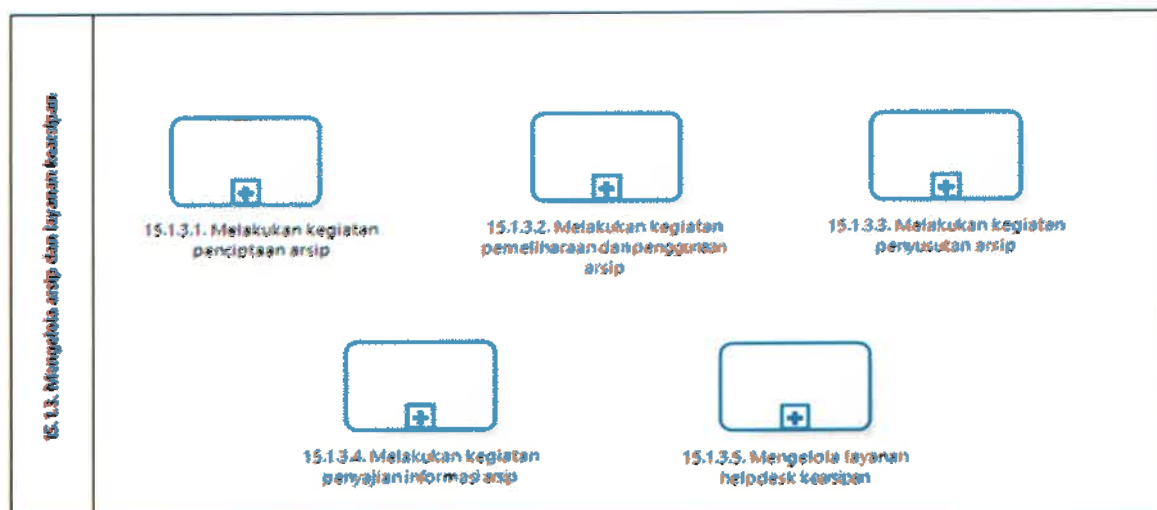 15.1.3. Mengelola arsip dan layanan kearsipan
15.1.3.1. Melakukan kegiatan
penciptaan arsip
15.1.3.2. Melakukan kegiatan
pemeliharaan dan penggunaan
arsip
15.1.3.3. Melakukan kegiatan
penyusutan arsip
15.1.3.4. Melakukan kegiatan
penyajian informasi arsip
15.1.3.5. Mengelola layanan
helpdesk kearsipan